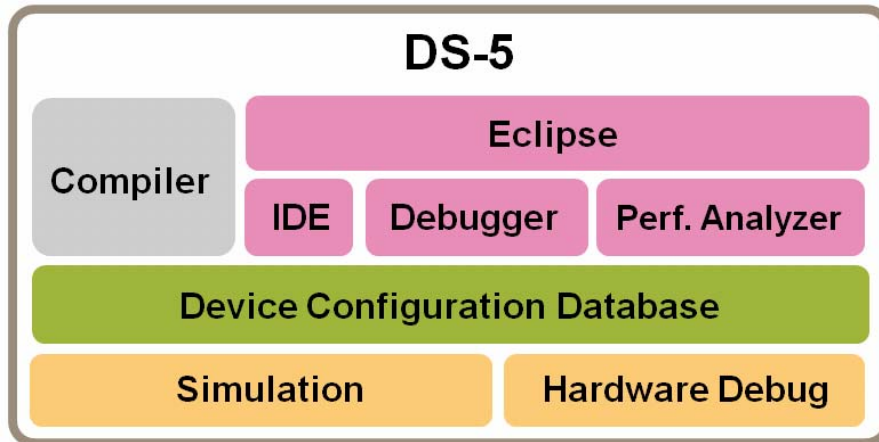 DS-5
Compiler
Eclipse
IDE
Debugger
Perf. Analyzer
Device Configuration Database
Simulation
Hardware Debug